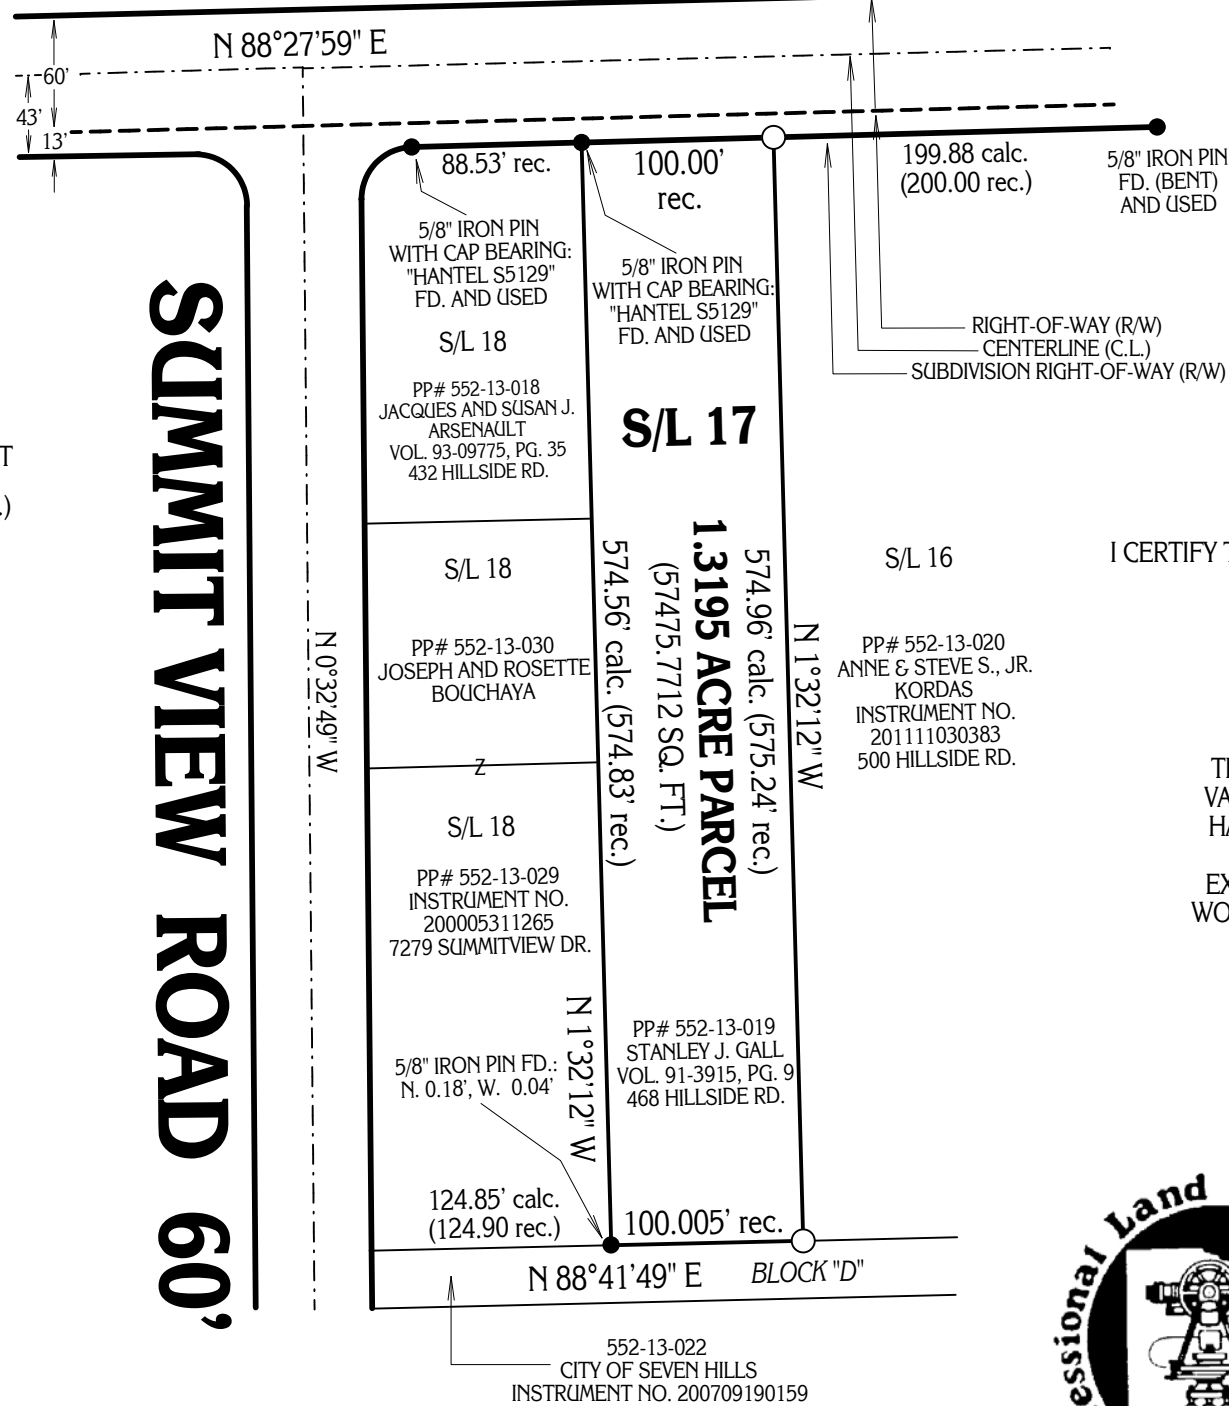 N 88°27'59" E
60'
43'
13'
88.53' rec.
100.00'
rec.
199.88 calc.
(200.00 rec.)
5/8" IRON PIN
FD. (BENT)
AND USED
5/8" IRON PIN
WITH CAP BEARING:
"HANTEL S5129"
FD. AND USED
5/8" IRON PIN
WITH CAP BEARING:
"HANTEL S5129"
FD. AND USED
RIGHT-OF-WAY (R/W)
CENTERLINE (C.L.)
SUBDIVISION RIGHT-OF-WAY (R/W)
S/L 18
PP# 552-13-018
JACQUES AND SUSAN J.
ARSENAULT
VOL. 93-09775, PG. 35
432 HILLSIDE RD.
S/L 17
T
.)
SUMMIT VIEW ROAD 60'
N 0°32'49" W
S/L 18
PP# 552-13-030
JOSEPH AND ROSETTE
BOUCHAYA
Z
574.56' calc. (574.83' rec.)
(57475.7712 SQ. FT.)
1.3195 ACRE PARCEL
574.96' calc. (575.24' rec.)
N 1°32'12" W
S/L 16
PP# 552-13-020
ANNE & STEVE S., JR.
KORDAS
INSTRUMENT NO.
201111030383
500 HILLSIDE RD.
I CERTIFY T
TH
VA
HA
EX
WO
S/L 18
PP# 552-13-029
INSTRUMENT NO.
200005311265
7279 SUMMITVIEW DR.
N 1°32'12" W
5/8" IRON PIN FD.:
N. 0.18', W. 0.04'
PP# 552-13-019
STANLEY J. GALL
VOL. 91-3915, PG. 9
468 HILLSIDE RD.
124.85' calc.
(124.90 rec.)
100.005' rec.
N 88°41'49" E
BLOCK "D"
552-13-022
CITY OF SEVEN HILLS
INSTRUMENT NO. 200709190159
essional Land